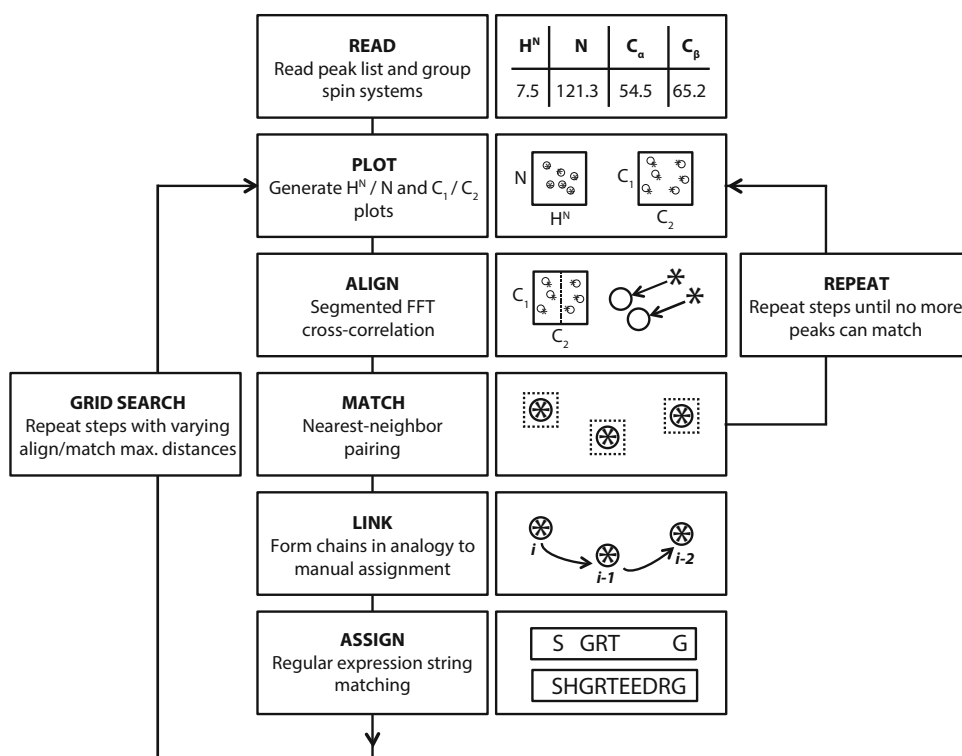 READ
Read peak list and group
spin systems
Hᴺ N Cα Cβ
7.5 121.3 54.5 65.2
PLOT
Generate Hᴺ / N and C₁ / C₂
plots
N
Hᴺ
C₁
C₂
ALIGN
Segmented FFT
cross-correlation
C₁
C₂
REPEAT
Repeat steps until no more
peaks can match
GRID SEARCH
Repeat steps with varying
align/match max. distances
MATCH
Nearest-neighbor
pairing
LINK
Form chains in analogy to
manual assignment
i
i-1
i-2
ASSIGN
Regular expression string
matching
S GRT G
SHGRTEEDRG